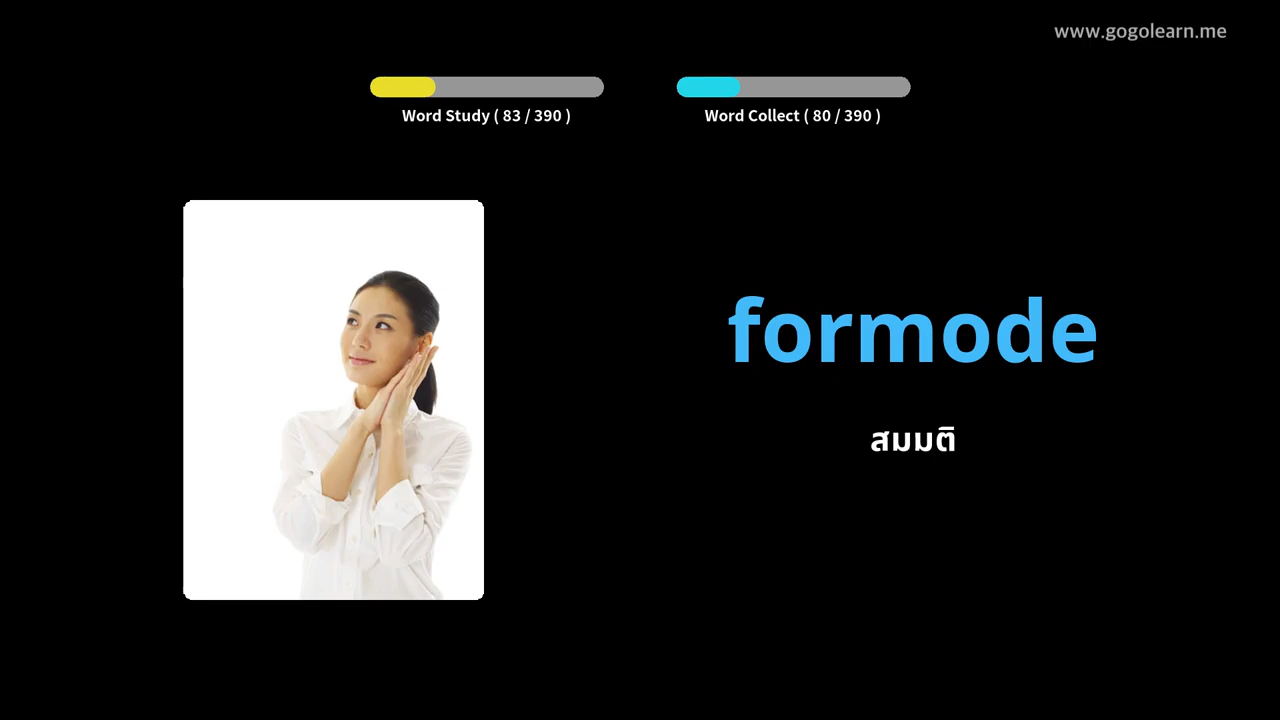 www.gogolearn.me
Word Study ( 83 / 390 )
Word Collect ( 80 / 390 )
formode
สมมติ